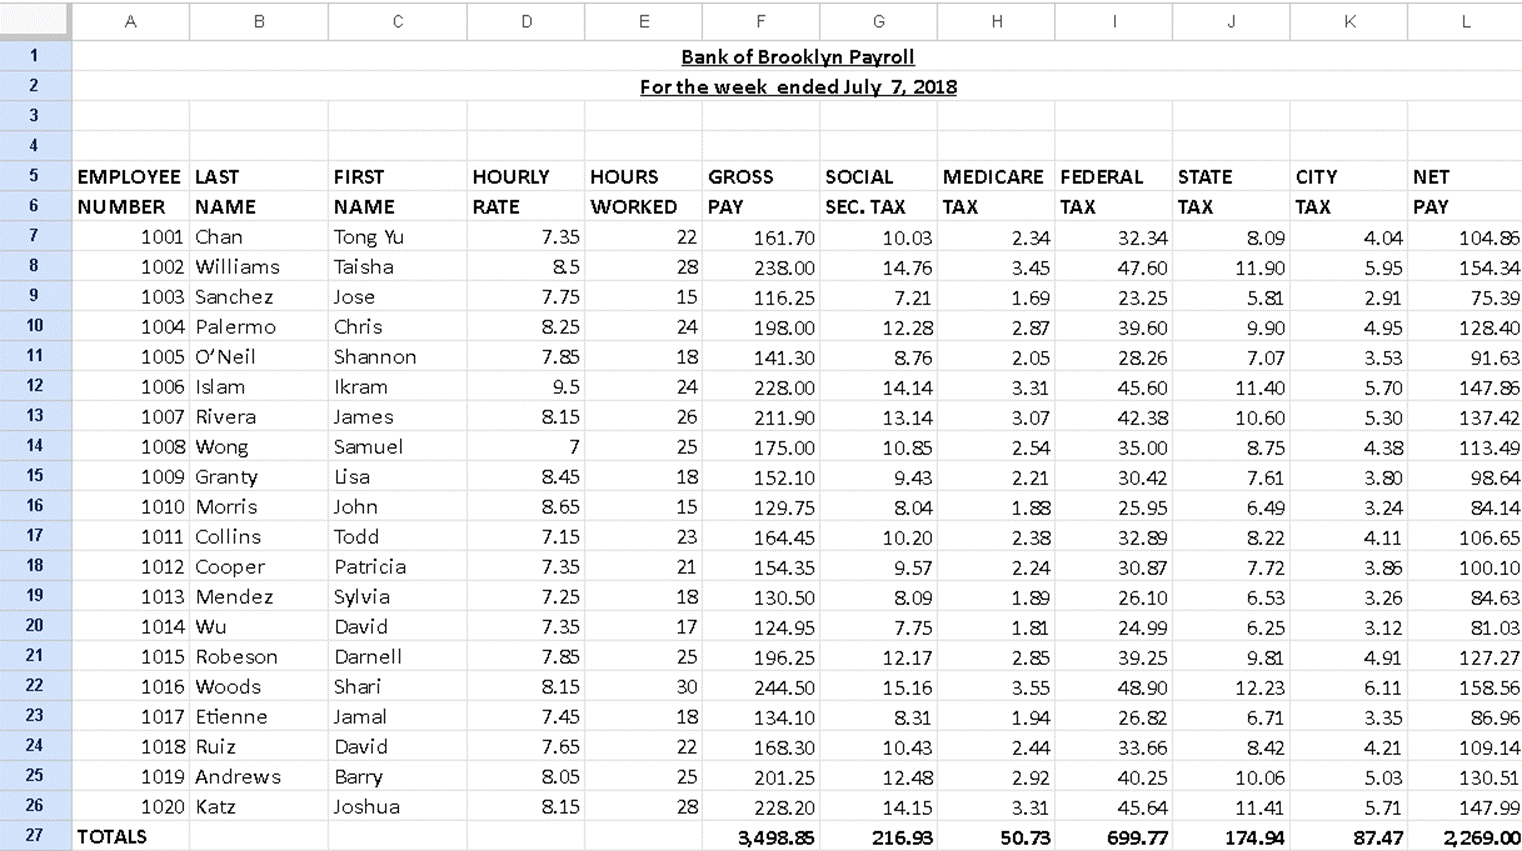 A B C D E F G H I J K L
1 Bank of Brooklyn Payroll
2 For the week ended July 7, 2018
3
4
5 EMPLOYEE LAST FIRST HOURLY HOURS GROSS SOCIAL MEDICARE FEDERAL STATE CITY NET
6 NUMBER NAME NAME RATE WORKED PAY SEC. TAX TAX TAX TAX TAX PAY
7 1001 Chan Tong Yu 7.35 22 161.70 10.03 2.34 32.34 8.09 4.04 104.86
8 1002 Williams Taisha 8.5 28 238.00 14.76 3.45 47.60 11.90 5.95 154.34
9 1003 Sanchez Jose 7.75 15 116.25 7.21 1.69 23.25 5.81 2.91 75.39
10 1004 Palermo Chris 8.25 24 198.00 12.28 2.87 39.60 9.90 4.95 128.40
11 1005 O’Neil Shannon 7.85 18 141.30 8.76 2.05 28.26 7.07 3.53 91.63
12 1006 Islam Ikram 9.5 24 228.00 14.14 3.31 45.60 11.40 5.70 147.86
13 1007 Rivera James 8.15 26 211.90 13.14 3.07 42.38 10.60 5.30 137.42
14 1008 Wong Samuel 7 25 175.00 10.85 2.54 35.00 8.75 4.38 113.49
15 1009 Granty Lisa 8.45 18 152.10 9.43 2.21 30.42 7.61 3.80 98.64
16 1010 Morris John 8.65 15 129.75 8.04 1.88 25.95 6.49 3.24 84.14
17 1011 Collins Todd 7.15 23 164.45 10.20 2.38 32.89 8.22 4.11 106.65
18 1012 Cooper Patricia 7.35 21 154.35 9.57 2.24 30.87 7.72 3.86 100.10
19 1013 Mendez Sylvia 7.25 18 130.50 8.09 1.89 26.10 6.53 3.26 84.63
20 1014 Wu David 7.35 17 124.95 7.75 1.81 24.99 6.25 3.12 81.03
21 1015 Robeson Darnell 7.85 25 196.25 12.17 2.85 39.25 9.81 4.91 127.27
22 1016 Woods Shari 8.15 30 244.50 15.16 3.55 48.90 12.23 6.11 158.56
23 1017 Etienne Jamal 7.45 18 134.10 8.31 1.94 26.82 6.71 3.35 86.96
24 1018 Ruiz David 7.65 22 168.30 10.43 2.44 33.66 8.42 4.21 109.14
25 1019 Andrews Barry 8.05 25 201.25 12.48 2.92 40.25 10.06 5.03 130.51
26 1020 Katz Joshua 8.15 28 228.20 14.15 3.31 45.64 11.41 5.71 147.99
27 TOTALS 3,498.85 216.93 50.73 699.77 174.94 87.47 2,269.00